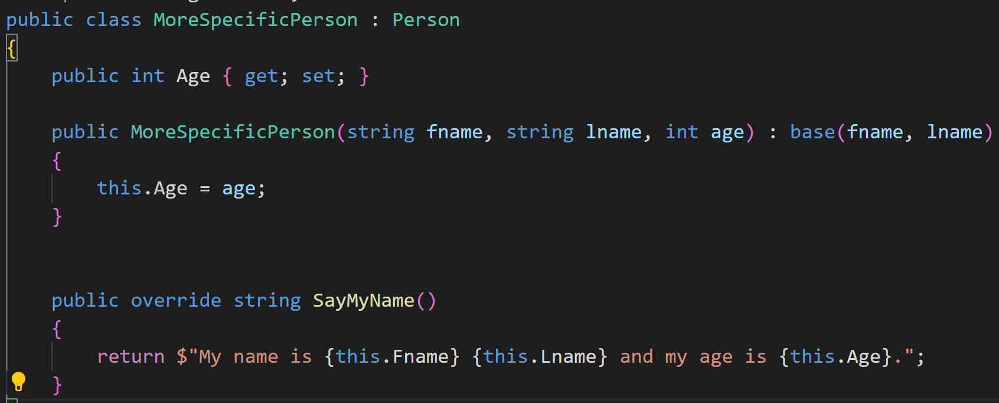 public class MoreSpecificPerson : Person
{
public int Age { get; set; }
public MoreSpecificPerson(string fname, string lname, int age) : base(fname, lname)
{
this.Age = age;
}
public override string SayMyName()
{
return $"My name is {this.Fname} {this.Lname} and my age is {this.Age}.";
}